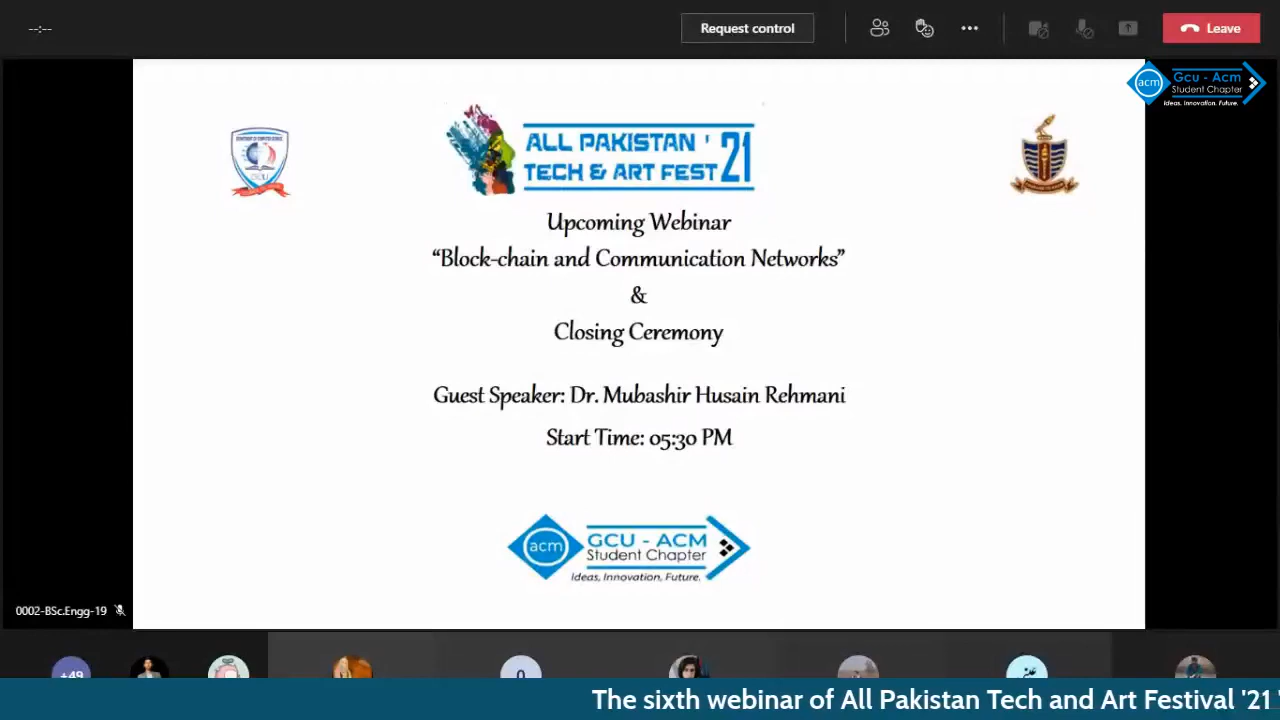 --:--
Request control
Leave
acm
Gcu - Acm
Student Chapter
Ideas. Innovation. Future.
ALL PAKISTAN '
TECH & ART FEST
21
Upcoming Webinar
“Block-chain and Communication Networks”
&
Closing Ceremony
Guest Speaker: Dr. Mubashir Husain Rehmani
Start Time: 05:30 PM
acm
GCU - ACM
Student Chapter
Ideas, Innovation, Future.
0002-BSc.Engg-19
+49
The sixth webinar of All Pakistan Tech and Art Festival '21 '